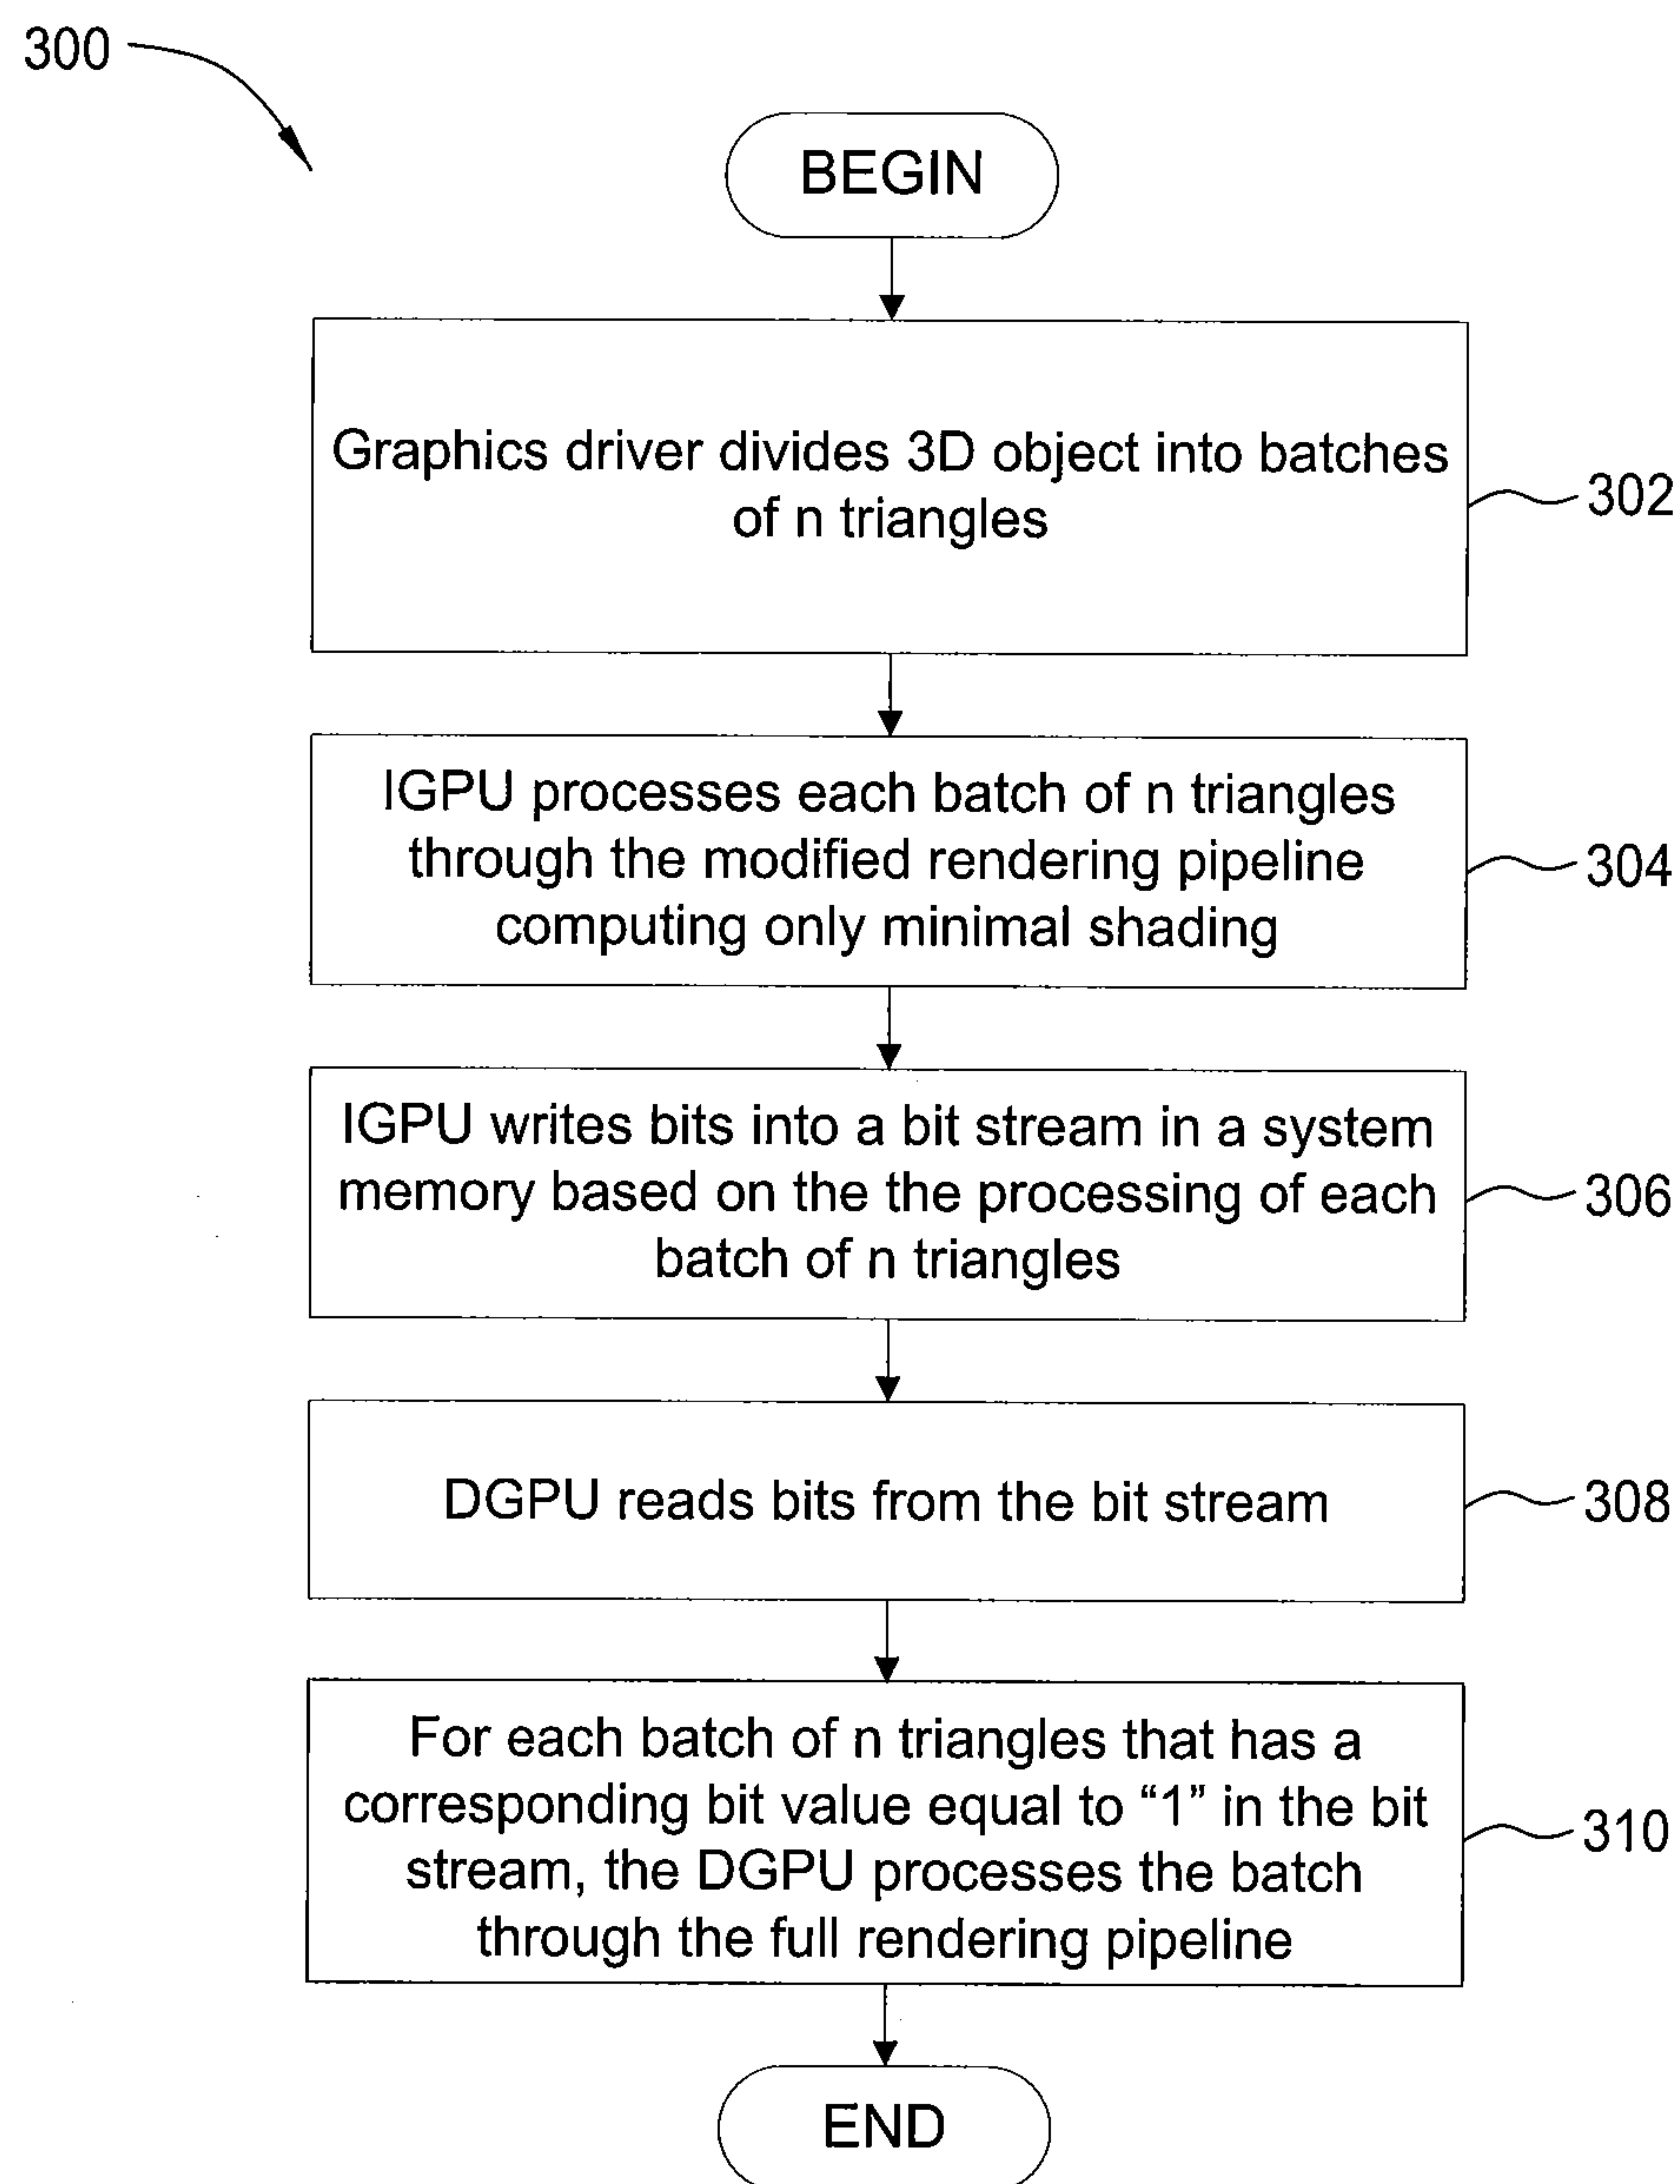 300
BEGIN
Graphics driver divides 3D object into batches
of n triangles
302
IGPU processes each batch of n triangles
through the modified rendering pipeline
computing only minimal shading
304
IGPU writes bits into a bit stream in a system
memory based on the the processing of each
batch of n triangles
306
DGPU reads bits from the bit stream
308
For each batch of n triangles that has a
corresponding bit value equal to “1” in the bit
stream, the DGPU processes the batch
through the full rendering pipeline
310
END